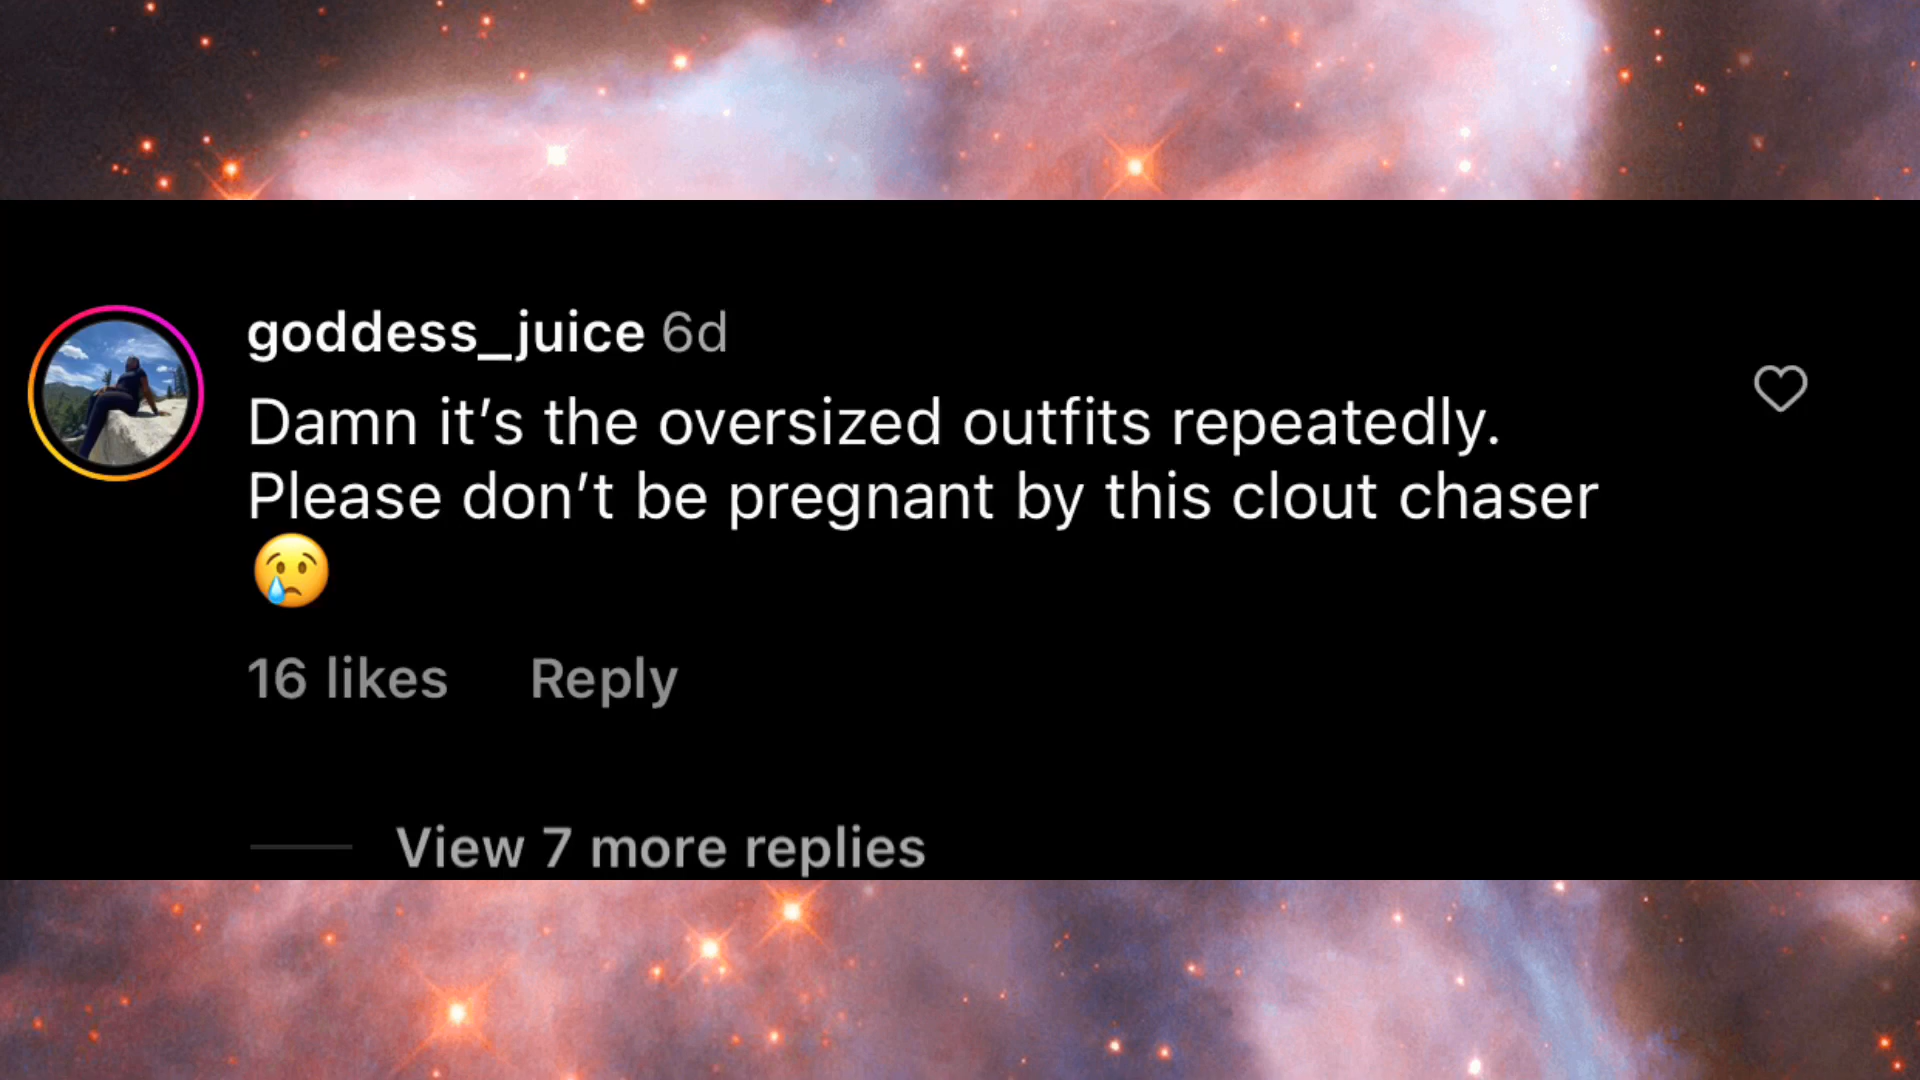 goddess_juice 6d
Damn it’s the oversized outfits repeatedly.
Please don’t be pregnant by this clout chaser
😢
16 likes Reply
View 7 more replies